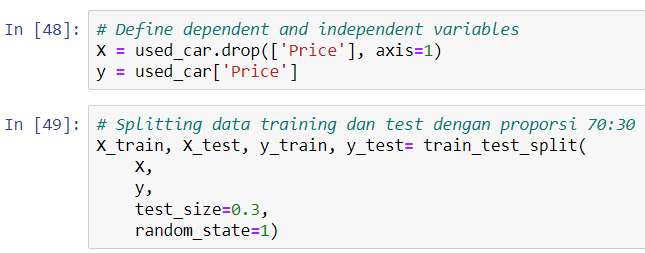 In [48]: # Define dependent and independent variables
X = used_car.drop(['Price'], axis=1)
y = used_car['Price']
In [49]: # Splitting data training dan test dengan proporsi 70:30
X_train, X_test, y_train, y_test= train_test_split(
    X,
    y,
    test_size=0.3,
    random_state=1)